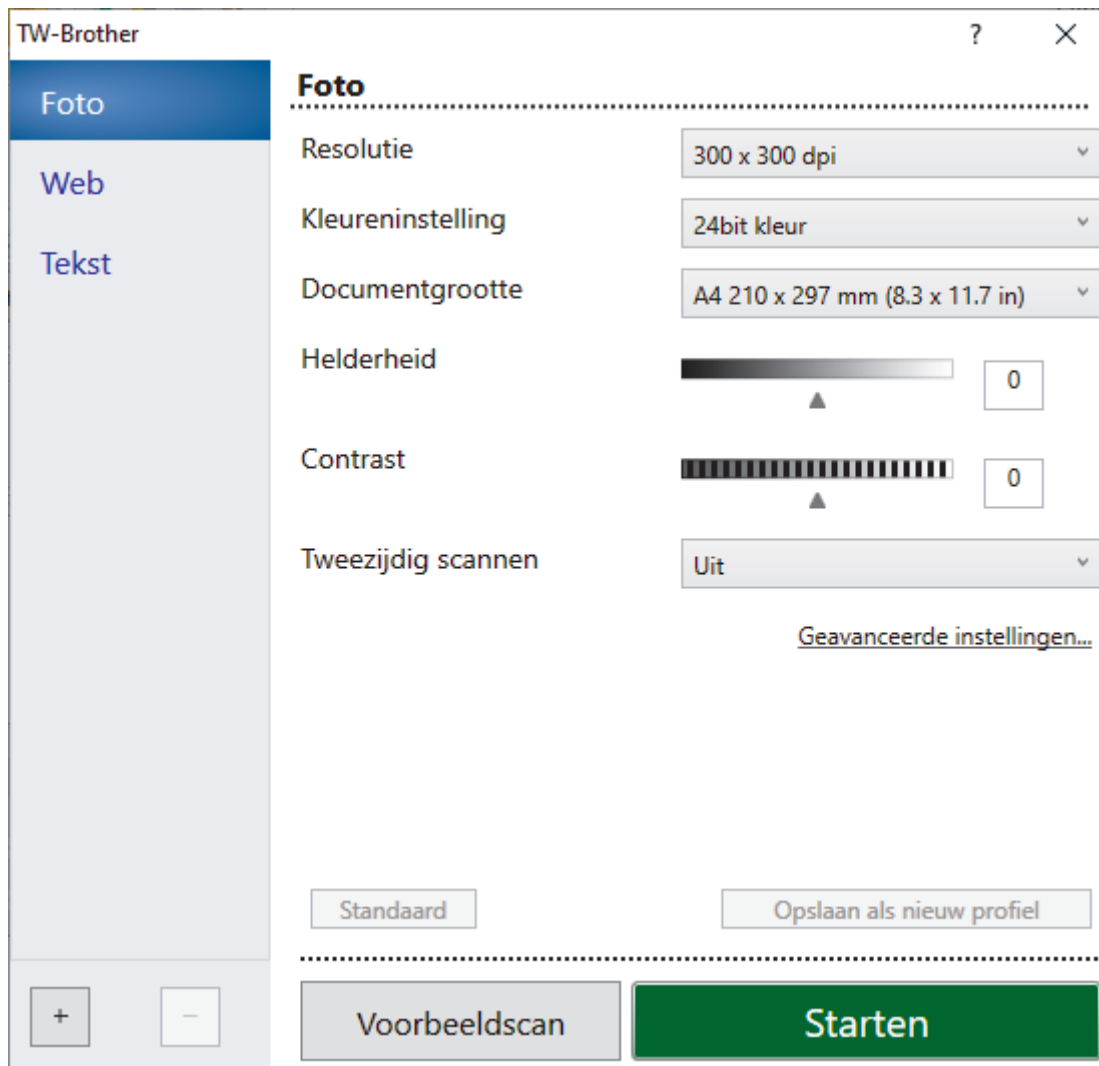 TW-Brother
?
Foto
Web
Tekst
Foto
Resolutie
300 x 300 dpi
Kleureninstelling
24bit kleur
Documentgrootte
A4 210 x 297 mm (8.3 x 11.7 in)
Helderheid
0
Contrast
0
Tweezijdig scannen
Uit
Geavanceerde instellingen...
Standaard
Opslaan als nieuw profiel
+
−
Voorbeeldscan
Starten